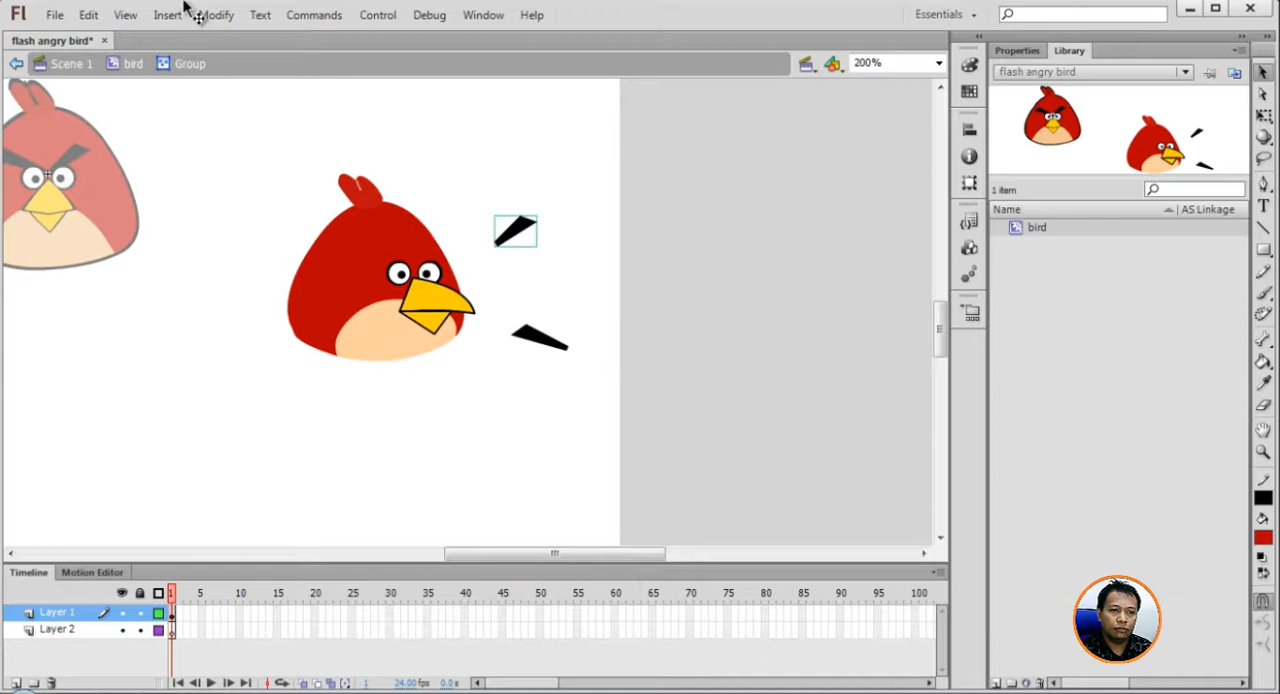 Fl File Edit View Insert Modify Text Commands Control Debug Window Help Essentials
flash angry bird* ×
Scene 1 bird Group 200%
Properties Library
flash angry bird
1 item
Name AS Linkage
bird
Timeline Motion Editor
1 5 10 15 20 25 30 35 40 45 50 55 60 65 70 75 80 85 90 95 100
Layer 1
Layer 2
1 24.00fps 0.0s